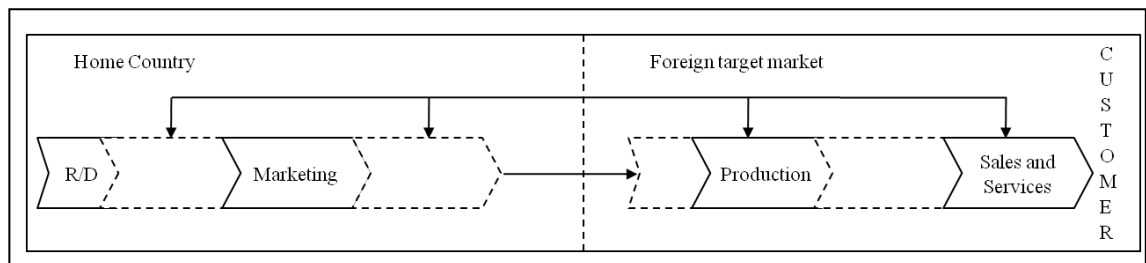 Home Country
Foreign target market
R/D
Marketing
Production
Sales and
Services
C
U
S
T
O
M
E
R